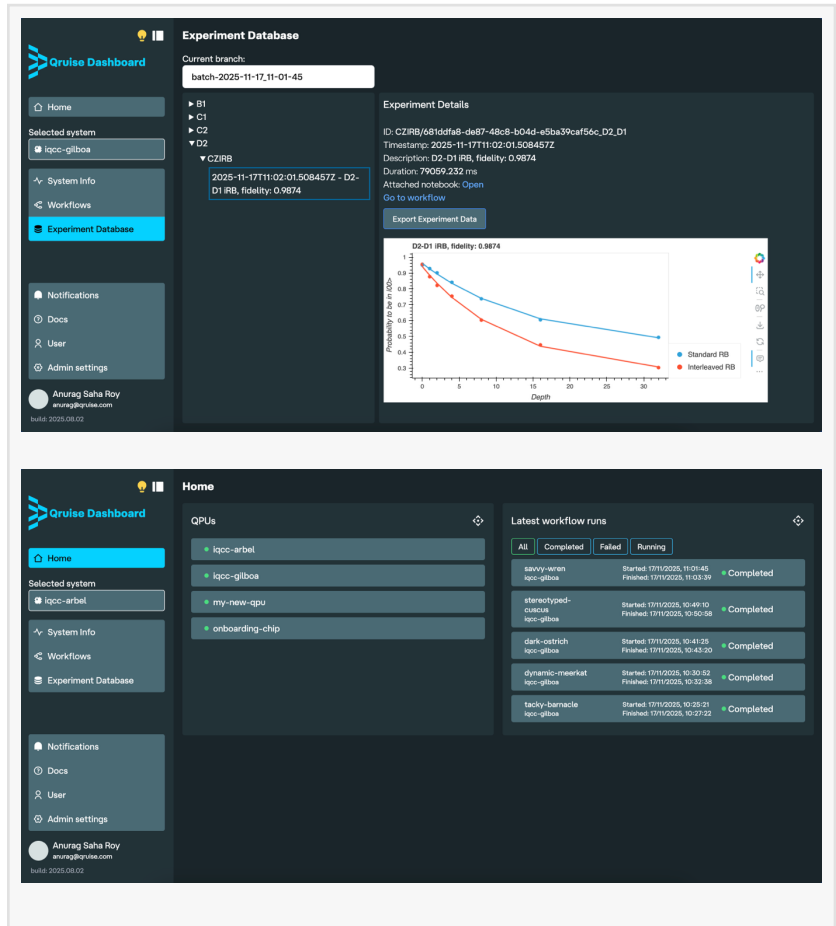 Qruise Dashboard
Home
Selected system
iqcc-gilboa
System Info
Workflows
Experiment Database
Notifications
Docs
User
Admin settings
Anurag Saha Roy
anurag@qruise.com
build: 2025.08.02
Experiment Database
Current branch:
batch-2025-11-17_11-01-45
B1
C1
C2
D2
CZIRB
2025-11-17T11:02:01.508457Z - D2-
D1 iRB, fidelity: 0.9874
Experiment Details
ID: CZIRB/681ddfa8-de87-48c8-b04d-e5ba39caf56c_D2_D1
Timestamp: 2025-11-17T11:02:01.508457Z
Description: D2-D1 iRB, fidelity: 0.9874
Duration: 79059.232 ms
Attached notebook: Open
Go to workflow
Export Experiment Data
D2-D1 iRB, fidelity: 0.9874
Probability to be in |00>
1
0.9
0.8
0.7
0.6
0.5
0.4
0.3
0 5 10 15 20 25 30
Depth
Standard RB
Interleaved RB
Qruise Dashboard
Home
Selected system
iqcc-arbel
System Info
Workflows
Experiment Database
Notifications
Docs
User
Admin settings
Anurag Saha Roy
anurag@qruise.com
build: 2025.08.02
Home
QPUs
iqcc-arbel
iqcc-gilboa
my-new-qpu
onboarding-chip
Latest workflow runs
All Completed Failed Running
savvy-wren
iqcc-gilboa
Started: 17/11/2025, 11:01:45
Finished: 17/11/2025, 11:03:39
Completed
stereotyped-
cuscus
iqcc-gilboa
Started: 17/11/2025, 10:49:10
Finished: 17/11/2025, 10:50:58
Completed
dark-ostrich
iqcc-gilboa
Started: 17/11/2025, 10:41:25
Finished: 17/11/2025, 10:43:20
Completed
dynamic-meerkat
iqcc-gilboa
Started: 17/11/2025, 10:30:52
Finished: 17/11/2025, 10:32:38
Completed
tacky-barnacle
iqcc-gilboa
Started: 17/11/2025, 10:25:21
Finished: 17/11/2025, 10:27:22
Completed